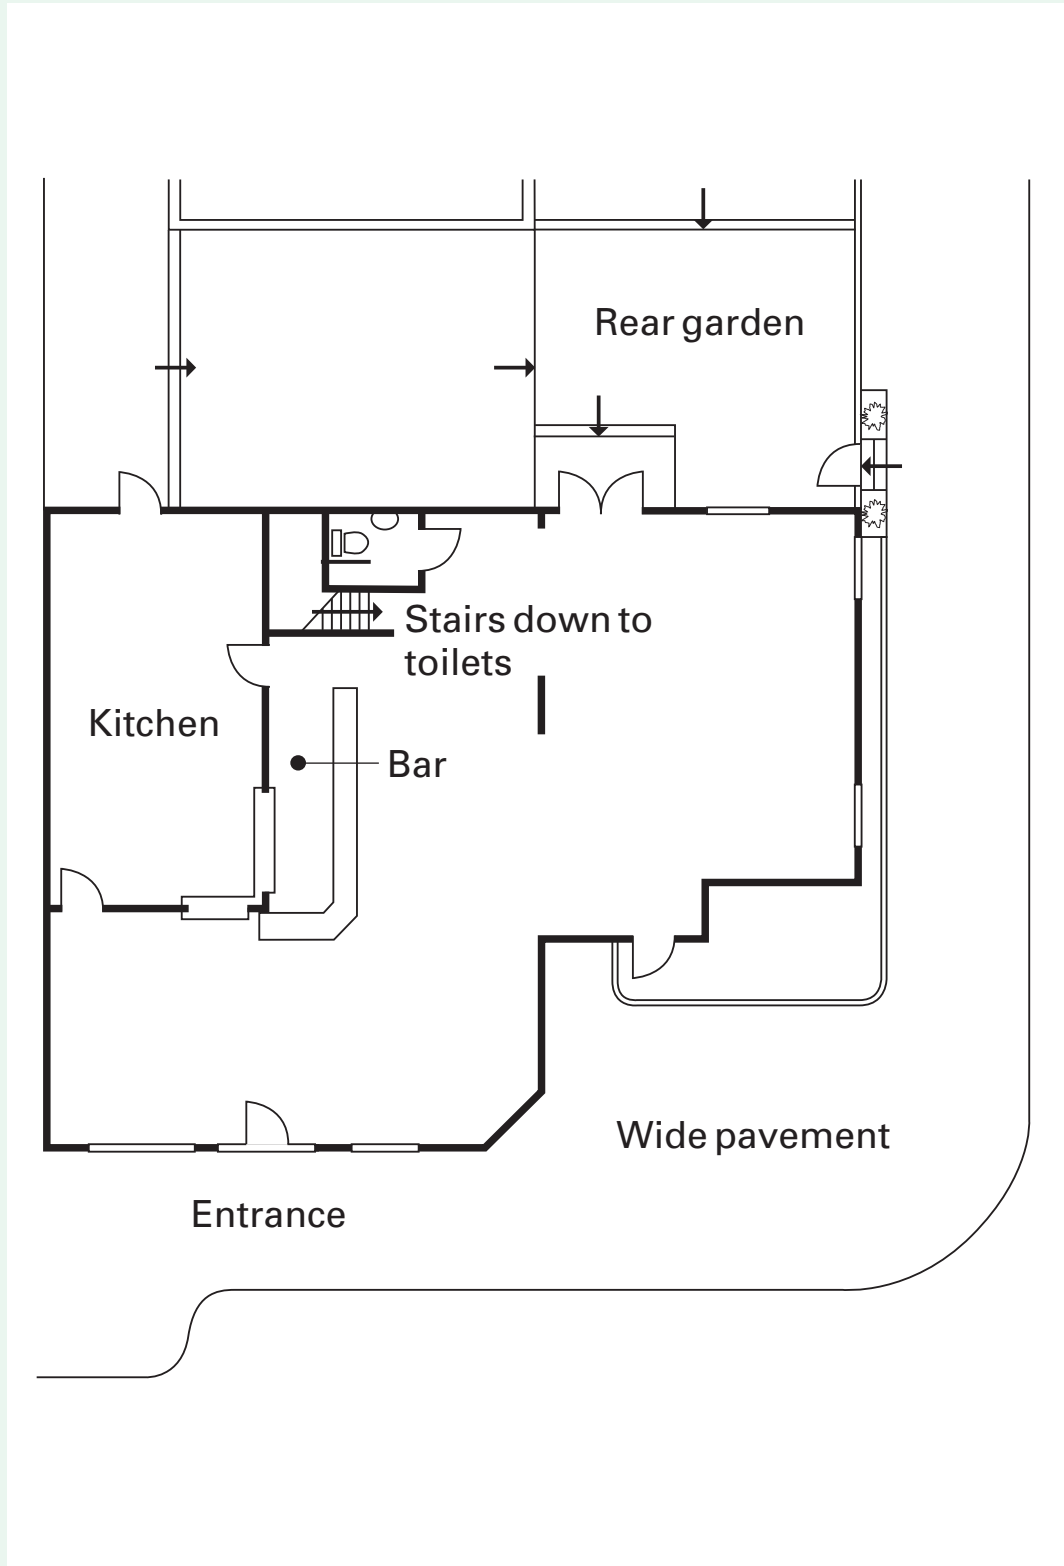 Rear garden
Stairs down to
toilets
Kitchen
Bar
Wide pavement
Entrance